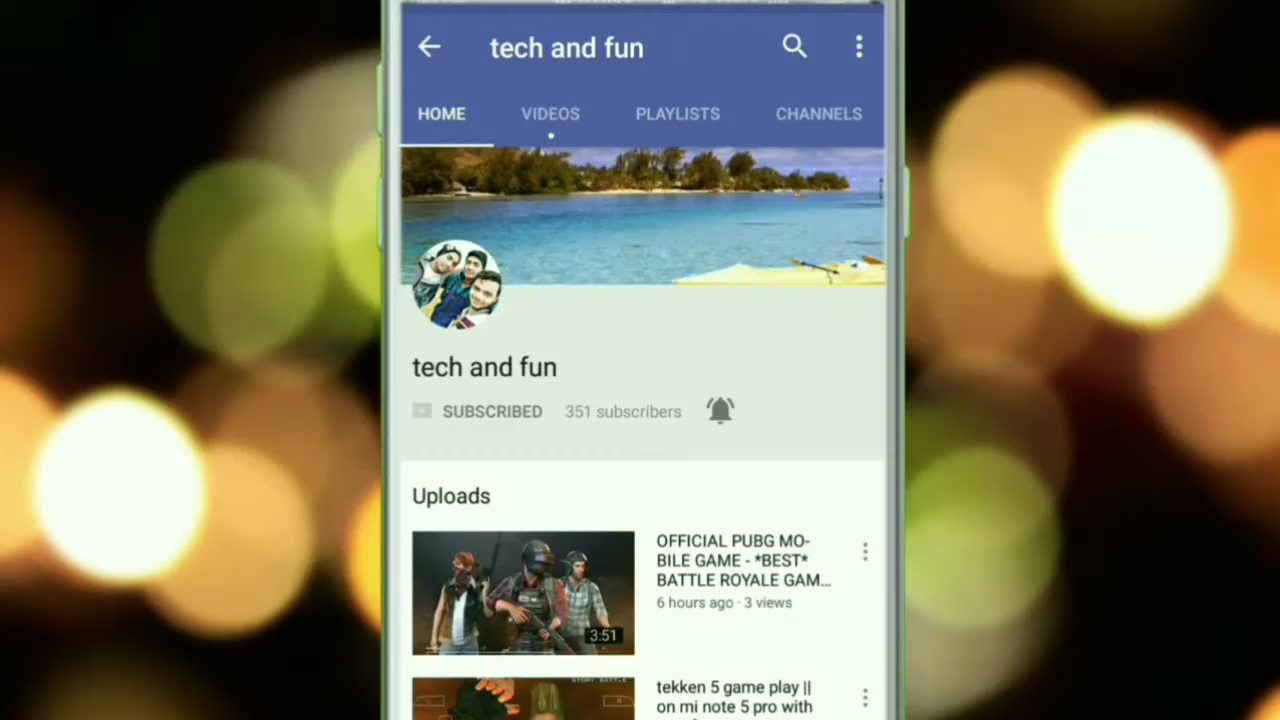 tech and fun
HOME VIDEOS PLAYLISTS CHANNELS
tech and fun
SUBSCRIBED 351 subscribers
Uploads
OFFICIAL PUBG MO-
BILE GAME - *BEST*
BATTLE ROYALE GAM...
6 hours ago · 3 views
3:51
STORY BATTLE
tekken 5 game play ||
on mi note 5 pro with